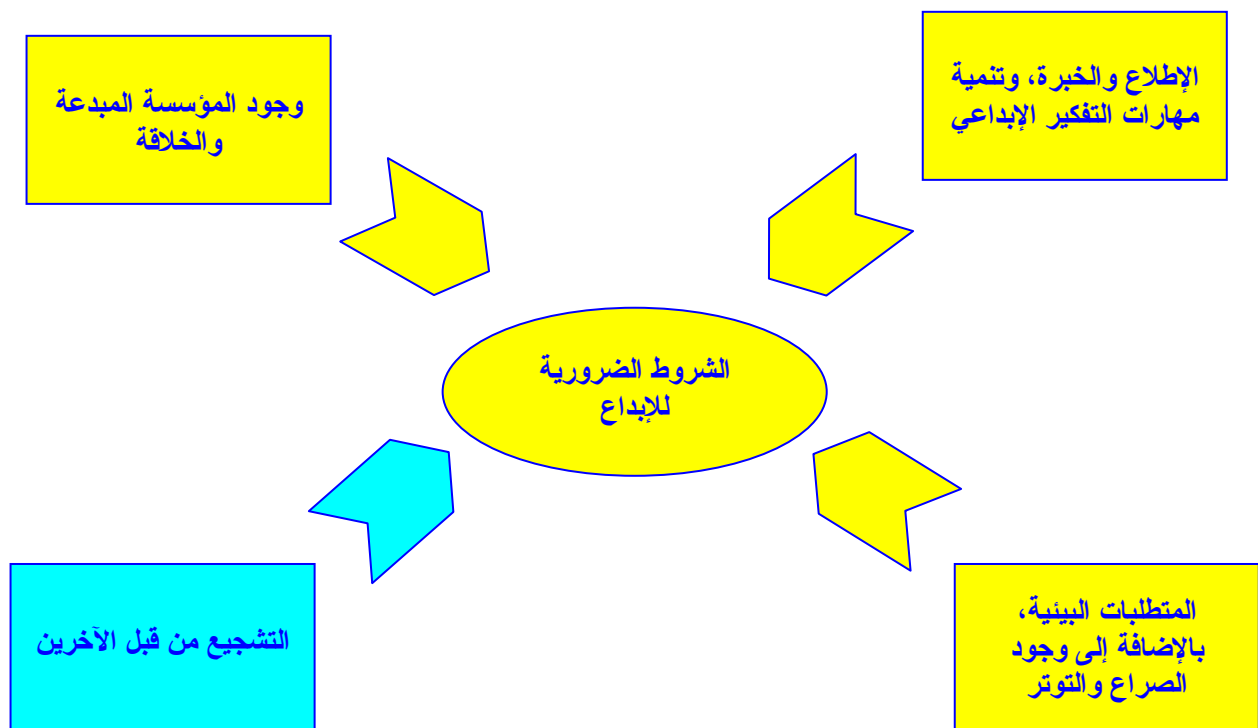 الإطلاع والخبرة، وتنمية
مهارات التفكير الإبداعي
وجود المؤسسة المبدعة
والخلاقة
الشروط الضرورية
للإبداع
المتطلبات البيئية،
بالإضافة إلى وجود
الصراع والتوتر
التشجيع من قبل الآخرين